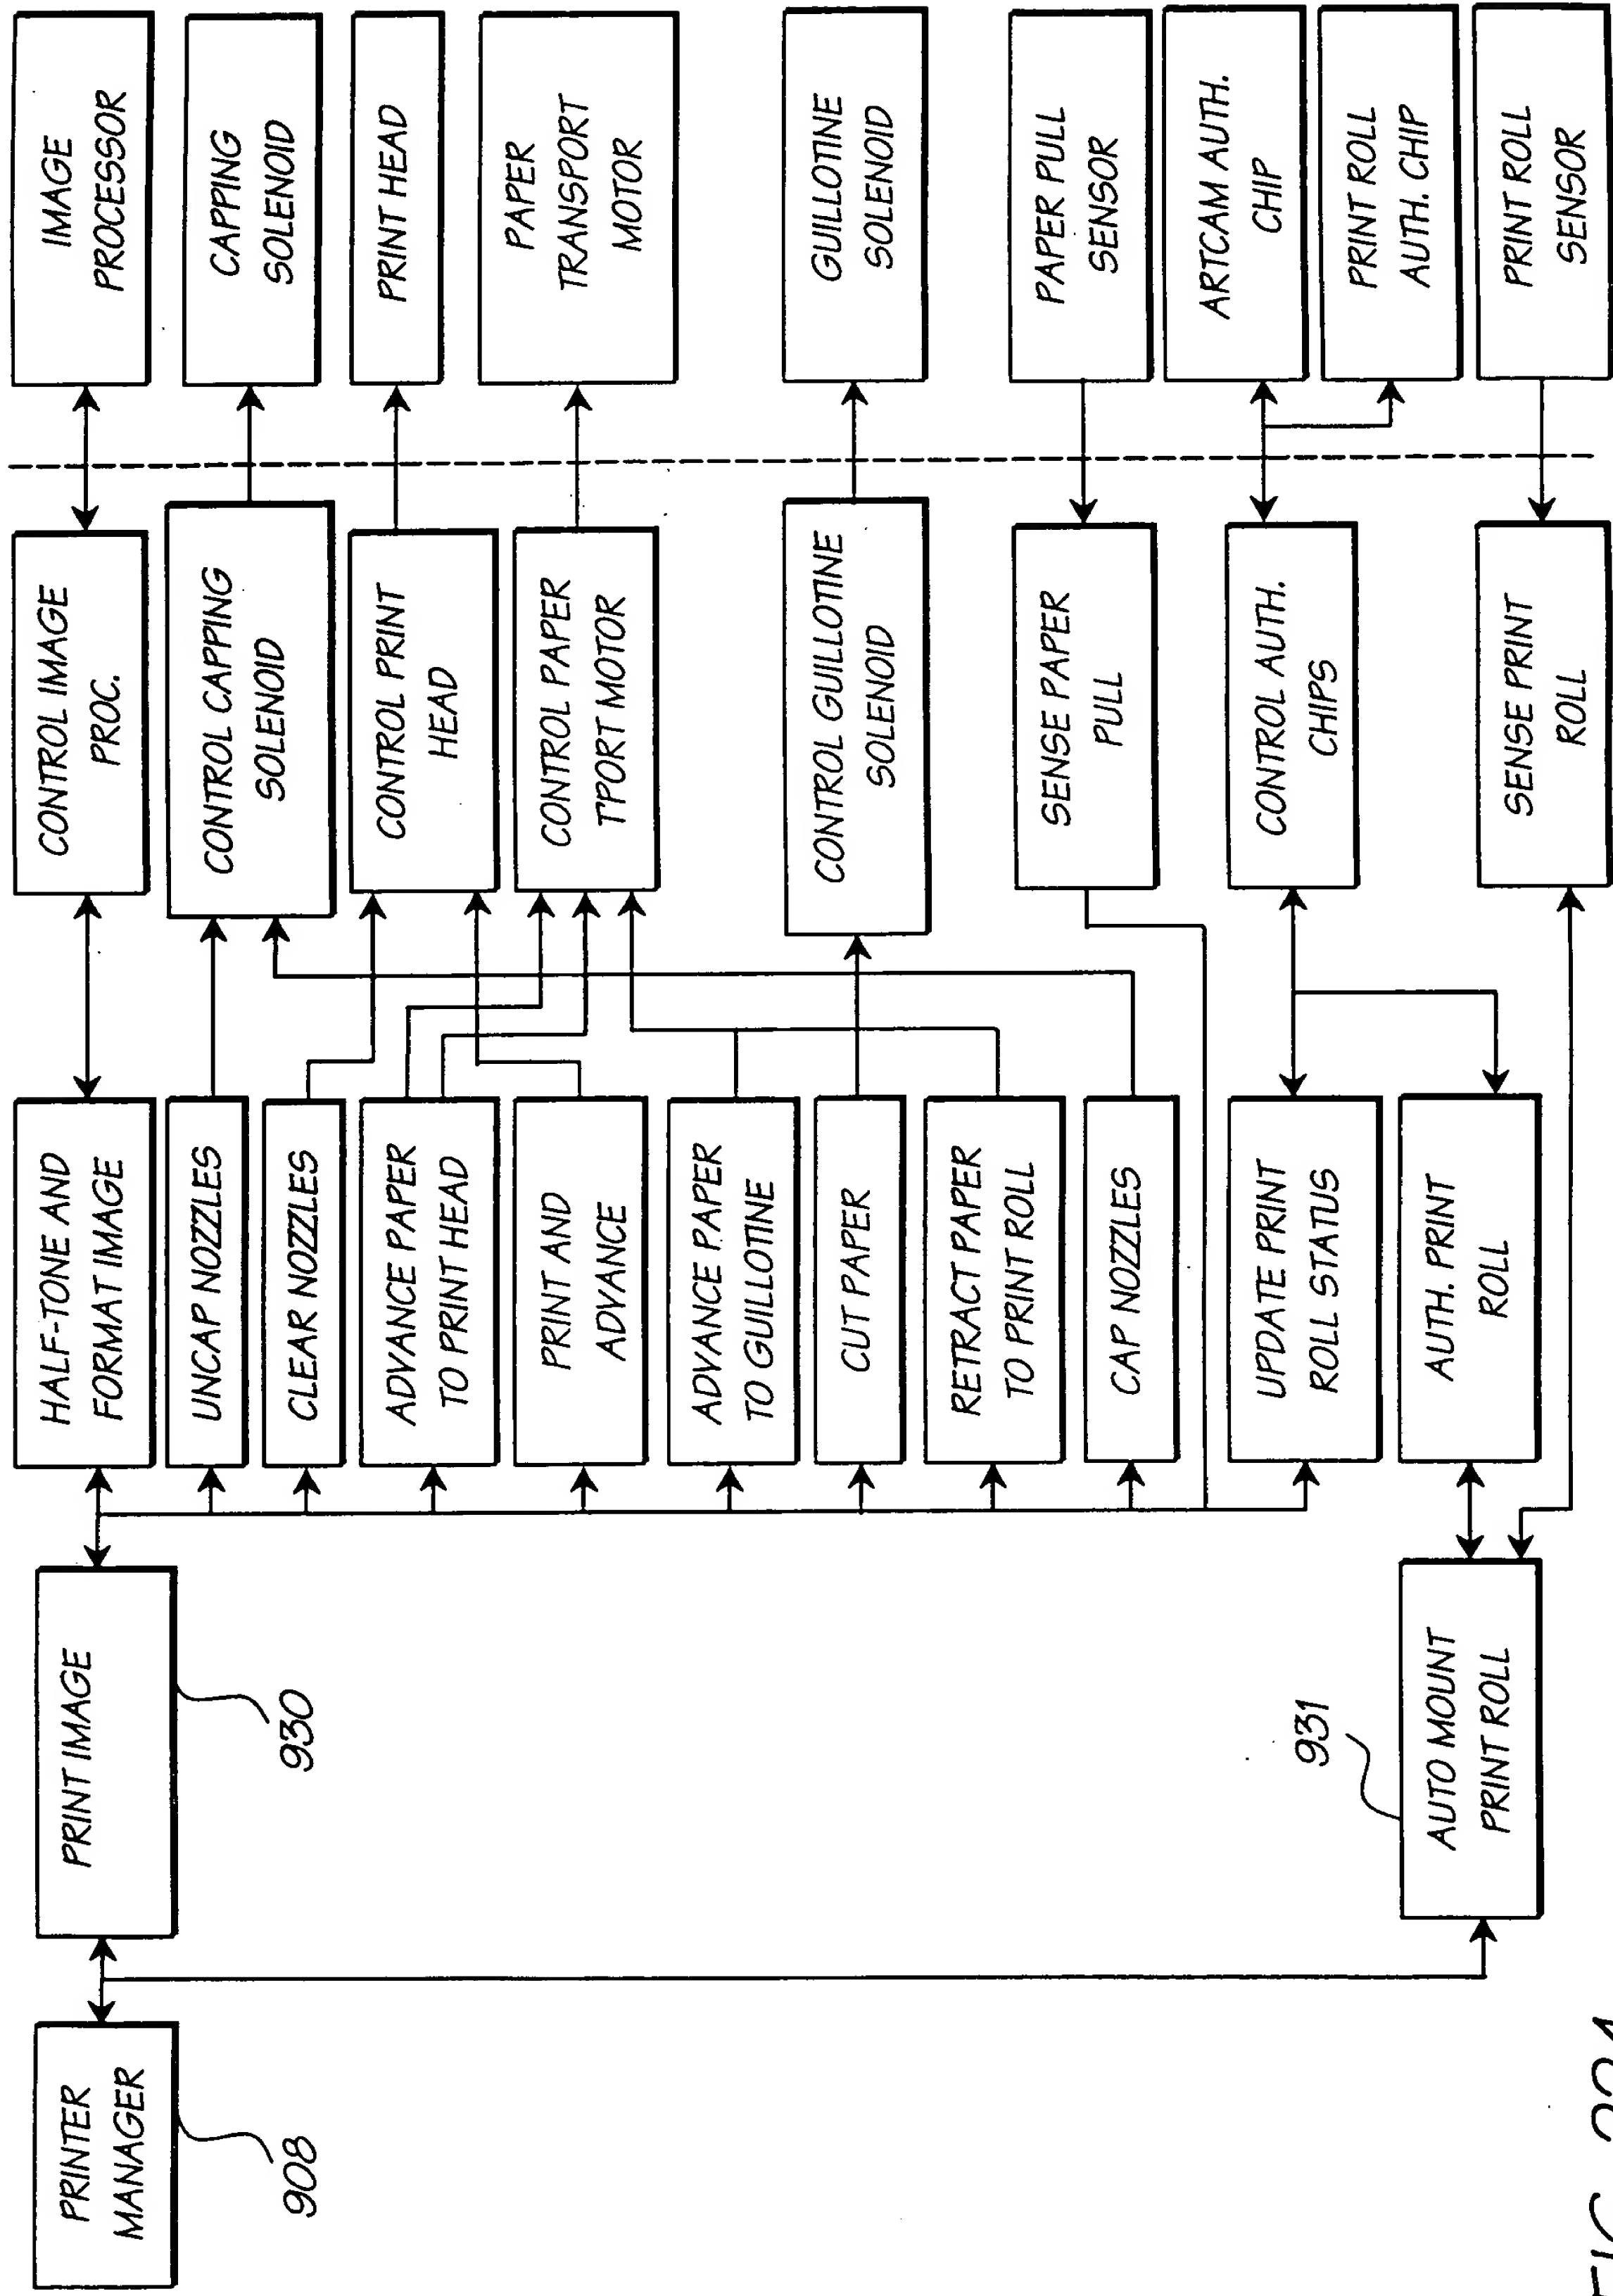 PRINTER
MANAGER
908
PRINT IMAGE
930
AUTO MOUNT
PRINT ROLL
931
HALF-TONE AND
FORMAT IMAGE
UNCAP NOZZLES
CLEAR NOZZLES
ADVANCE PAPER
TO PRINT HEAD
PRINT AND
ADVANCE
ADVANCE PAPER
TO GUILLOTINE
CUT PAPER
RETRACT PAPER
TO PRINT ROLL
CAP NOZZLES
UPDATE PRINT
ROLL STATUS
AUTH. PRINT
ROLL
CONTROL IMAGE
PROC.
CONTROL CAPPING
SOLENOID
CONTROL PRINT
HEAD
CONTROL PAPER
TPORT MOTOR
CONTROL GUILLOTINE
SOLENOID
SENSE PAPER
PULL
CONTROL AUTH.
CHIPS
SENSE PRINT
ROLL
IMAGE
PROCESSOR
CAPPING
SOLENOID
PRINT HEAD
PAPER
TRANSPORT
MOTOR
GUILLOTINE
SOLENOID
PAPER PULL
SENSOR
ARTCAM AUTH.
CHIP
PRINT ROLL
AUTH. CHIP
PRINT ROLL
SENSOR
FIG.